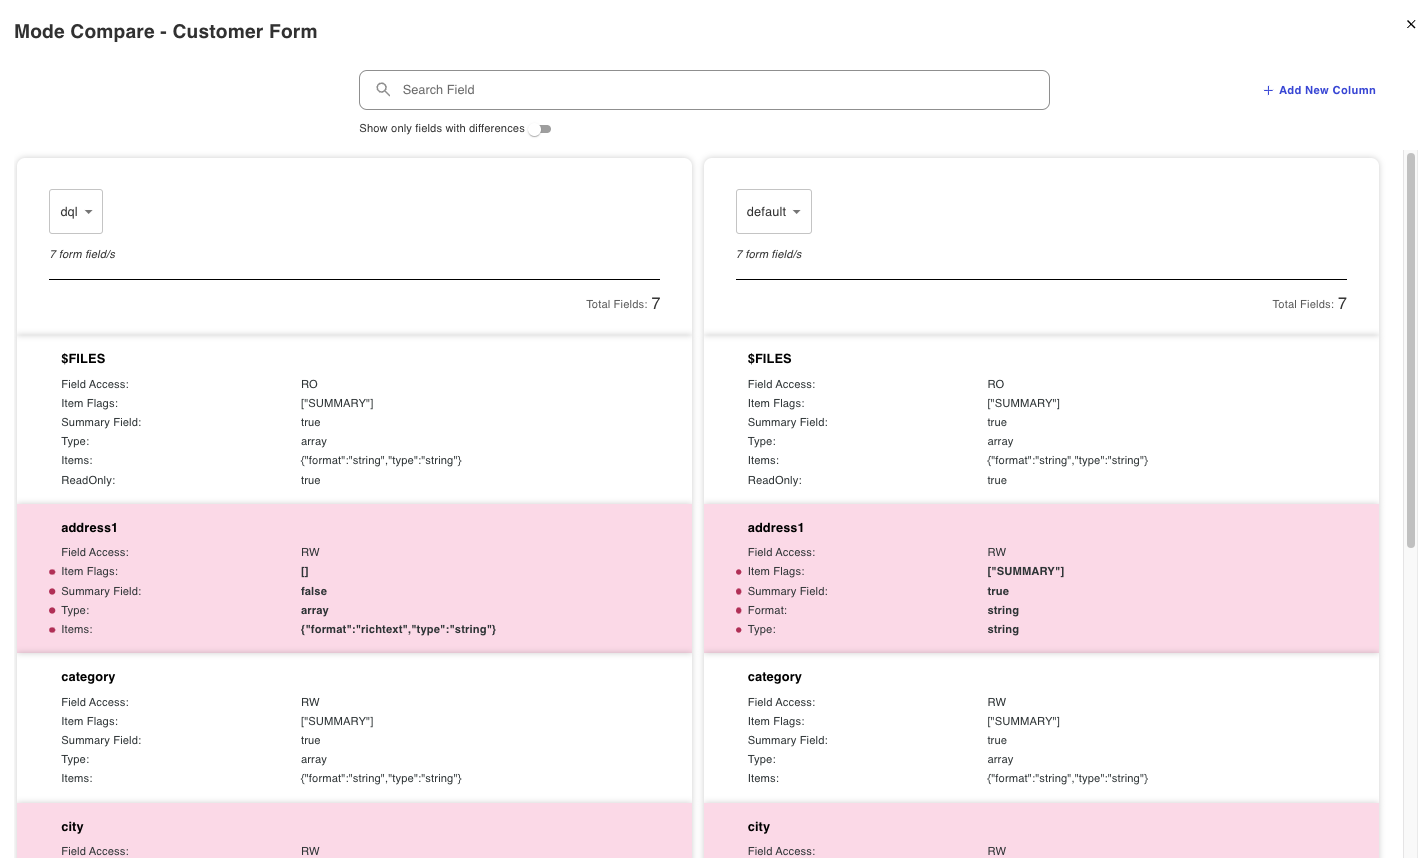 Mode Compare - Customer Form
Search Field
Add New Column
Show only fields with differences
dql
7 form field/s
Total Fields: 7
$FILES
Field Access: RO
Item Flags: ["SUMMARY"]
Summary Field: true
Type: array
Items: {"format":"string","type":"string"}
ReadOnly: true
address1
Field Access: RW
Item Flags: []
Summary Field: false
Type: array
Items: {"format":"richtext","type":"string"}
category
Field Access: RW
Item Flags: ["SUMMARY"]
Summary Field: true
Type: array
Items: {"format":"string","type":"string"}
city
Field Access: RW
default
7 form field/s
Total Fields: 7
$FILES
Field Access: RO
Item Flags: ["SUMMARY"]
Summary Field: true
Type: array
Items: {"format":"string","type":"string"}
ReadOnly: true
address1
Field Access: RW
Item Flags: ["SUMMARY"]
Summary Field: true
Format: string
Type: string
category
Field Access: RW
Item Flags: ["SUMMARY"]
Summary Field: true
Type: array
Items: {"format":"string","type":"string"}
city
Field Access: RW